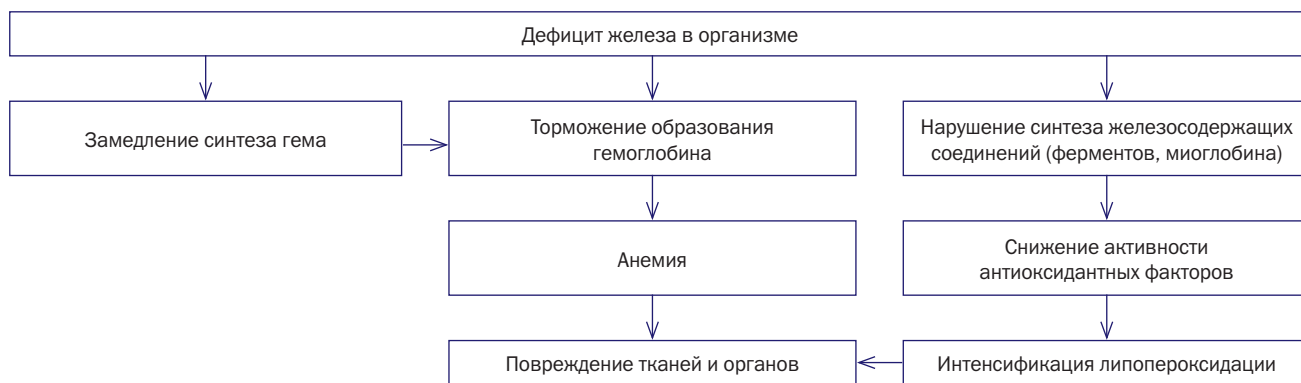 Дефицит железа в организме
Замедление синтеза гема
Торможение образования
гемоглобина
Нарушение синтеза железосодержащих
соединений (ферментов, миоглобина)
Анемия
Снижение активности
антиоксидантных факторов
Повреждение тканей и органов
Интенсификация липопероксидации